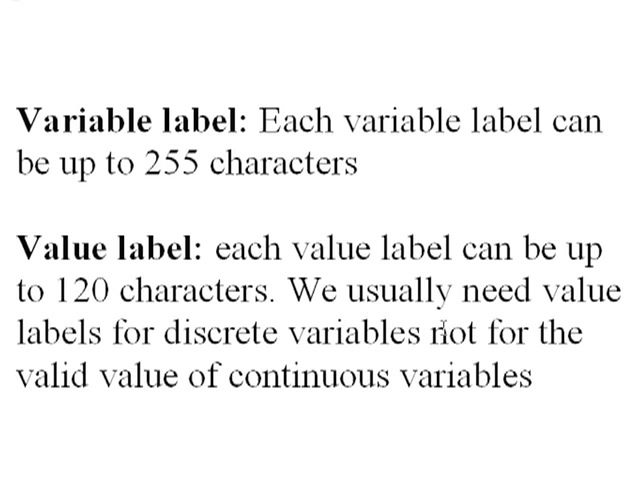 Variable label: Each variable label can
be up to 255 characters
Value label: each value label can be up
to 120 characters. We usually need value
labels for discrete variables not for the
valid value of continuous variables